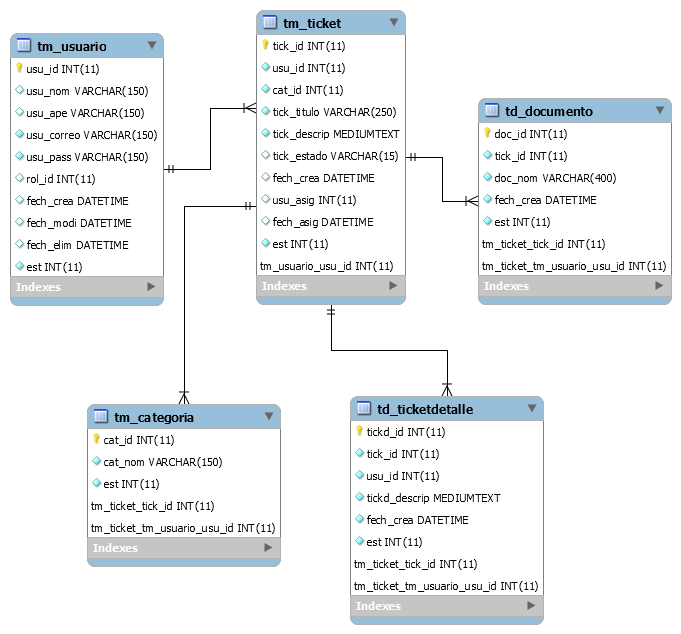 tm_usuario
usu_id INT(11)
usu_nom VARCHAR(150)
usu_ape VARCHAR(150)
usu_correo VARCHAR(150)
usu_pass VARCHAR(150)
rol_id INT(11)
fech_crea DATETIME
fech_modi DATETIME
fech_elim DATETIME
est INT(11)
Indexes
tm_ticket
tick_id INT(11)
usu_id INT(11)
cat_id INT(11)
tick_titulo VARCHAR(250)
tick_descrip MEDIUMTEXT
tick_estado VARCHAR(15)
fech_crea DATETIME
usu_asig INT(11)
fech_asig DATETIME
est INT(11)
tm_usuario_usu_id INT(11)
Indexes
td_documento
doc_id INT(11)
tick_id INT(11)
doc_nom VARCHAR(400)
fech_crea DATETIME
est INT(11)
tm_ticket_tick_id INT(11)
tm_ticket_tm_usuario_usu_id INT(11)
Indexes
tm_categoria
cat_id INT(11)
cat_nom VARCHAR(150)
est INT(11)
tm_ticket_tick_id INT(11)
tm_ticket_tm_usuario_usu_id INT(11)
Indexes
td_ticketdetalle
tickd_id INT(11)
tick_id INT(11)
usu_id INT(11)
tickd_descrip MEDIUMTEXT
fech_crea DATETIME
est INT(11)
tm_ticket_tick_id INT(11)
tm_ticket_tm_usuario_usu_id INT(11)
Indexes